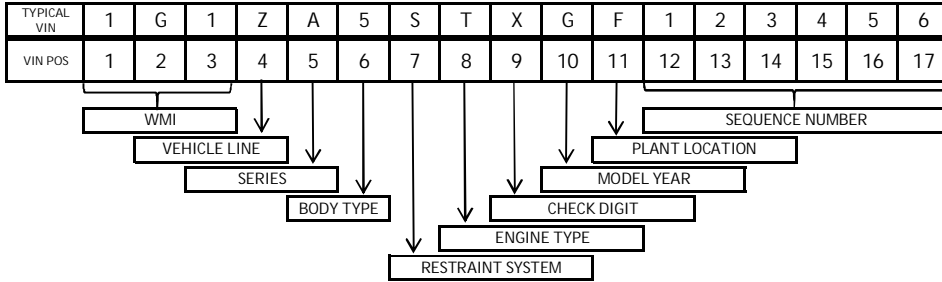 TYPICAL VIN 1 G 1 Z A 5 S T X G F 1 2 3 4 5 6
VIN POS 1 2 3 4 5 6 7 8 9 10 11 12 13 14 15 16 17
WMI SEQUENCE NUMBER
VEHICLE LINE PLANT LOCATION
SERIES MODEL YEAR
BODY TYPE CHECK DIGIT
ENGINE TYPE
RESTRAINT SYSTEM